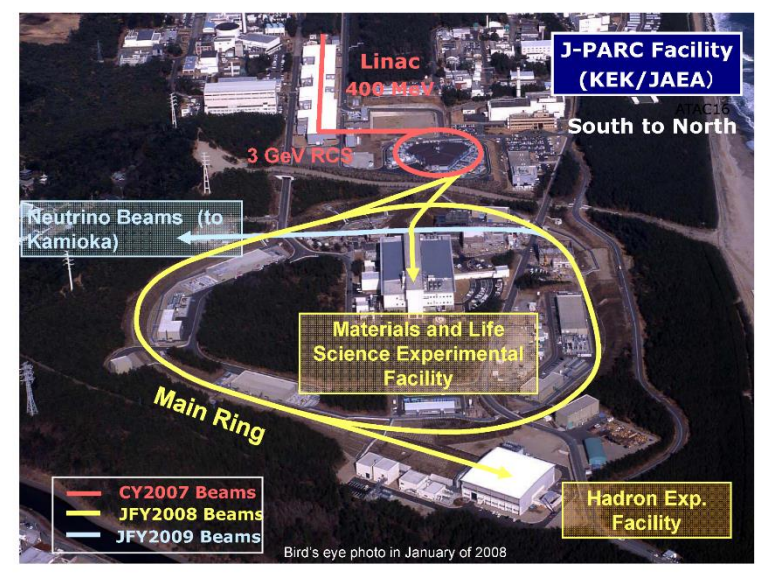 J-PARC Facility
(KEK/JAEA)
ATAC16
South to North
Linac
400 MeV
3 GeV RCS
Neutrino Beams (to
Kamioka)
Materials and Life
Science Experimental
Facility
Main Ring
Hadron Exp.
Facility
CY2007 Beams
JFY2008 Beams
JFY2009 Beams
Bird's eye photo in January of 2008